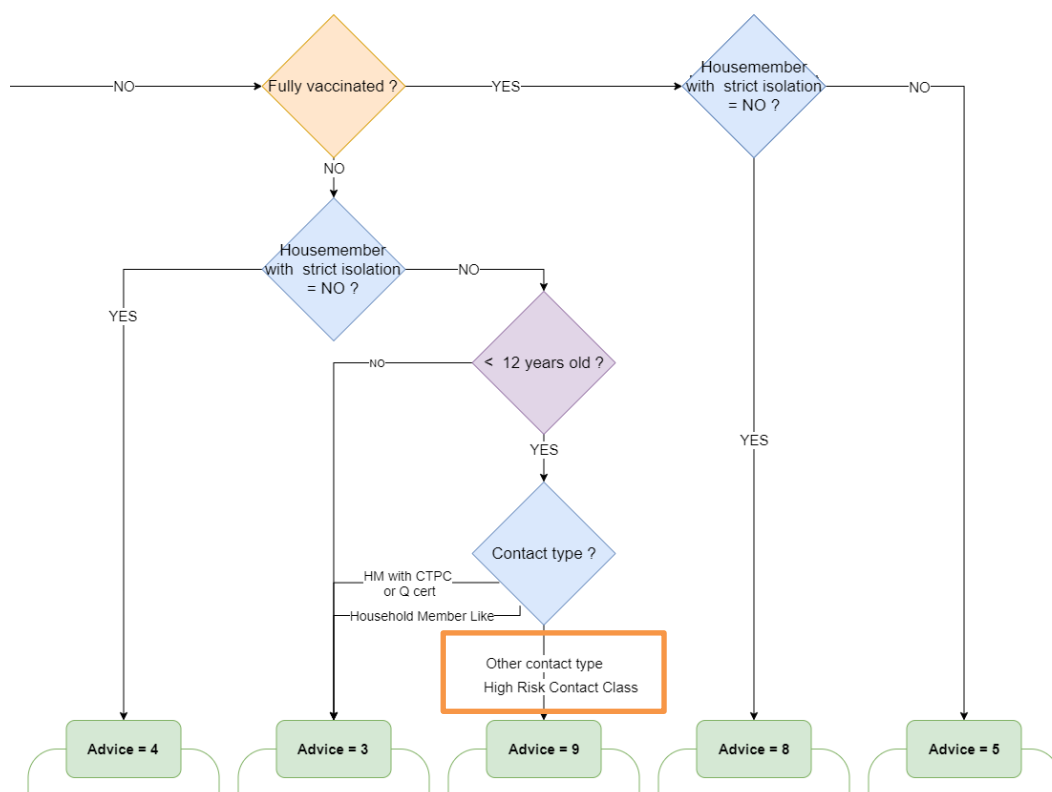 NO
Fully vaccinated ?
YES
Housemember
with strict isolation
= NO ?
NO
NO
Housemember
with strict isolation
= NO ?
NO
YES
< 12 years old ?
NO
YES
YES
Contact type ?
HM with CTPC
or Q cert
Household Member Like
Other contact type
High Risk Contact Class
Advice = 4
Advice = 3
Advice = 9
Advice = 8
Advice = 5